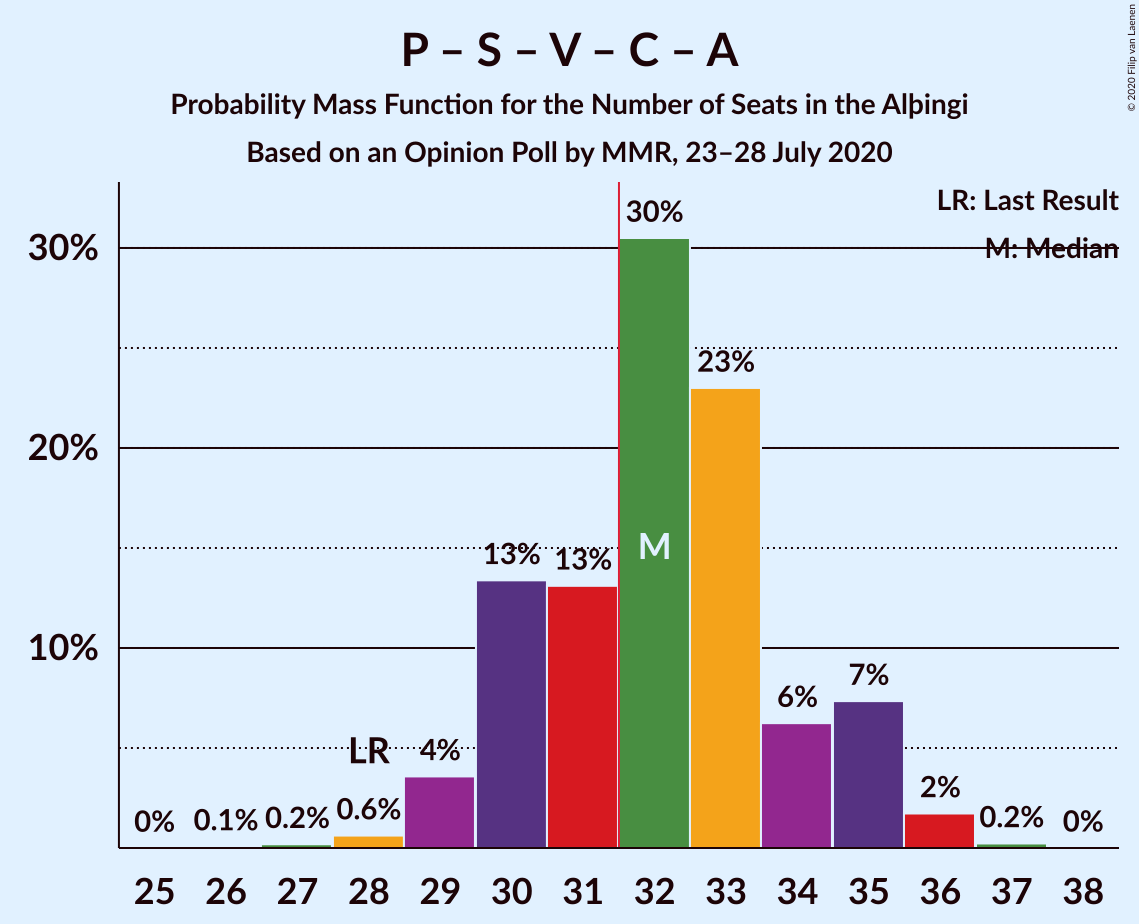 P – S – V – C – A
Probability Mass Function for the Number of Seats in the Alþingi
Based on an Opinion Poll by MMR, 23–28 July 2020
© 2020 Filip van Laenen
LR: Last Result
M: Median
30%
20%
10%
0%
0.1%
0.2%
0.6%
LR
4%
13%
13%
30%
M
23%
6%
7%
2%
0.2%
0%
25 26 27 28 29 30 31 32 33 34 35 36 37 38